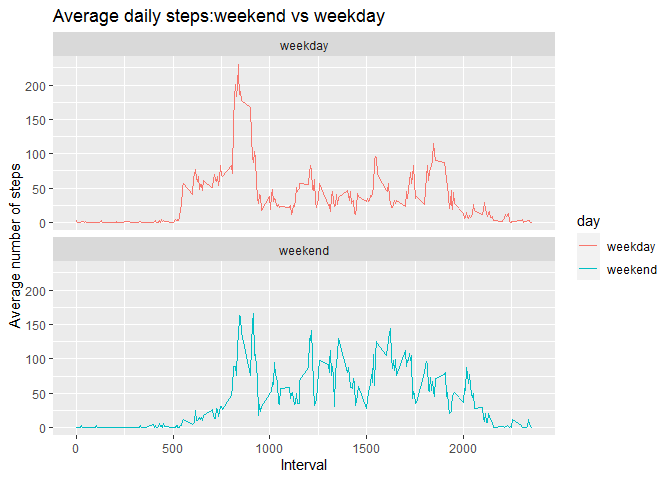 Average daily steps:weekend vs weekday
weekday
200
150
100
50
0
weekend
200
150
100
50
0
Average number of steps
0 500 1000 1500 2000
Interval
day
weekday
weekend